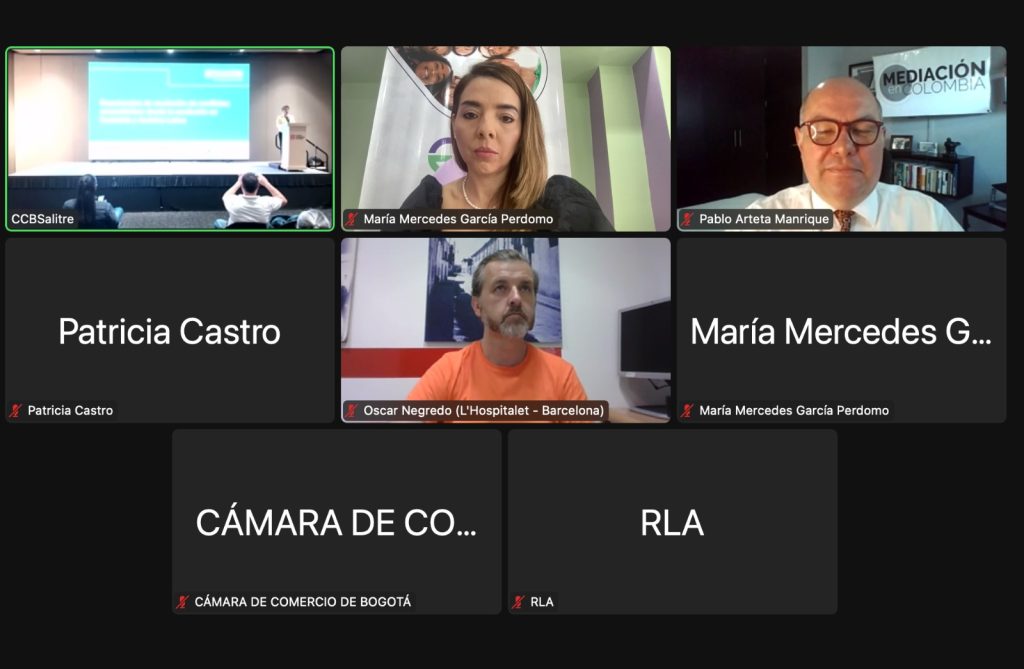 CCBSalitre
María Mercedes García Perdomo
MEDIACIÓN
en COLOMBIA
Pablo Arteta Manrique
Patricia Castro
Patricia Castro
Oscar Negredo (L'Hospitalet - Barcelona)
María Mercedes G...
María Mercedes García Perdomo
CÁMARA DE CO...
CÁMARA DE COMERCIO DE BOGOTÁ
RLA
RLA